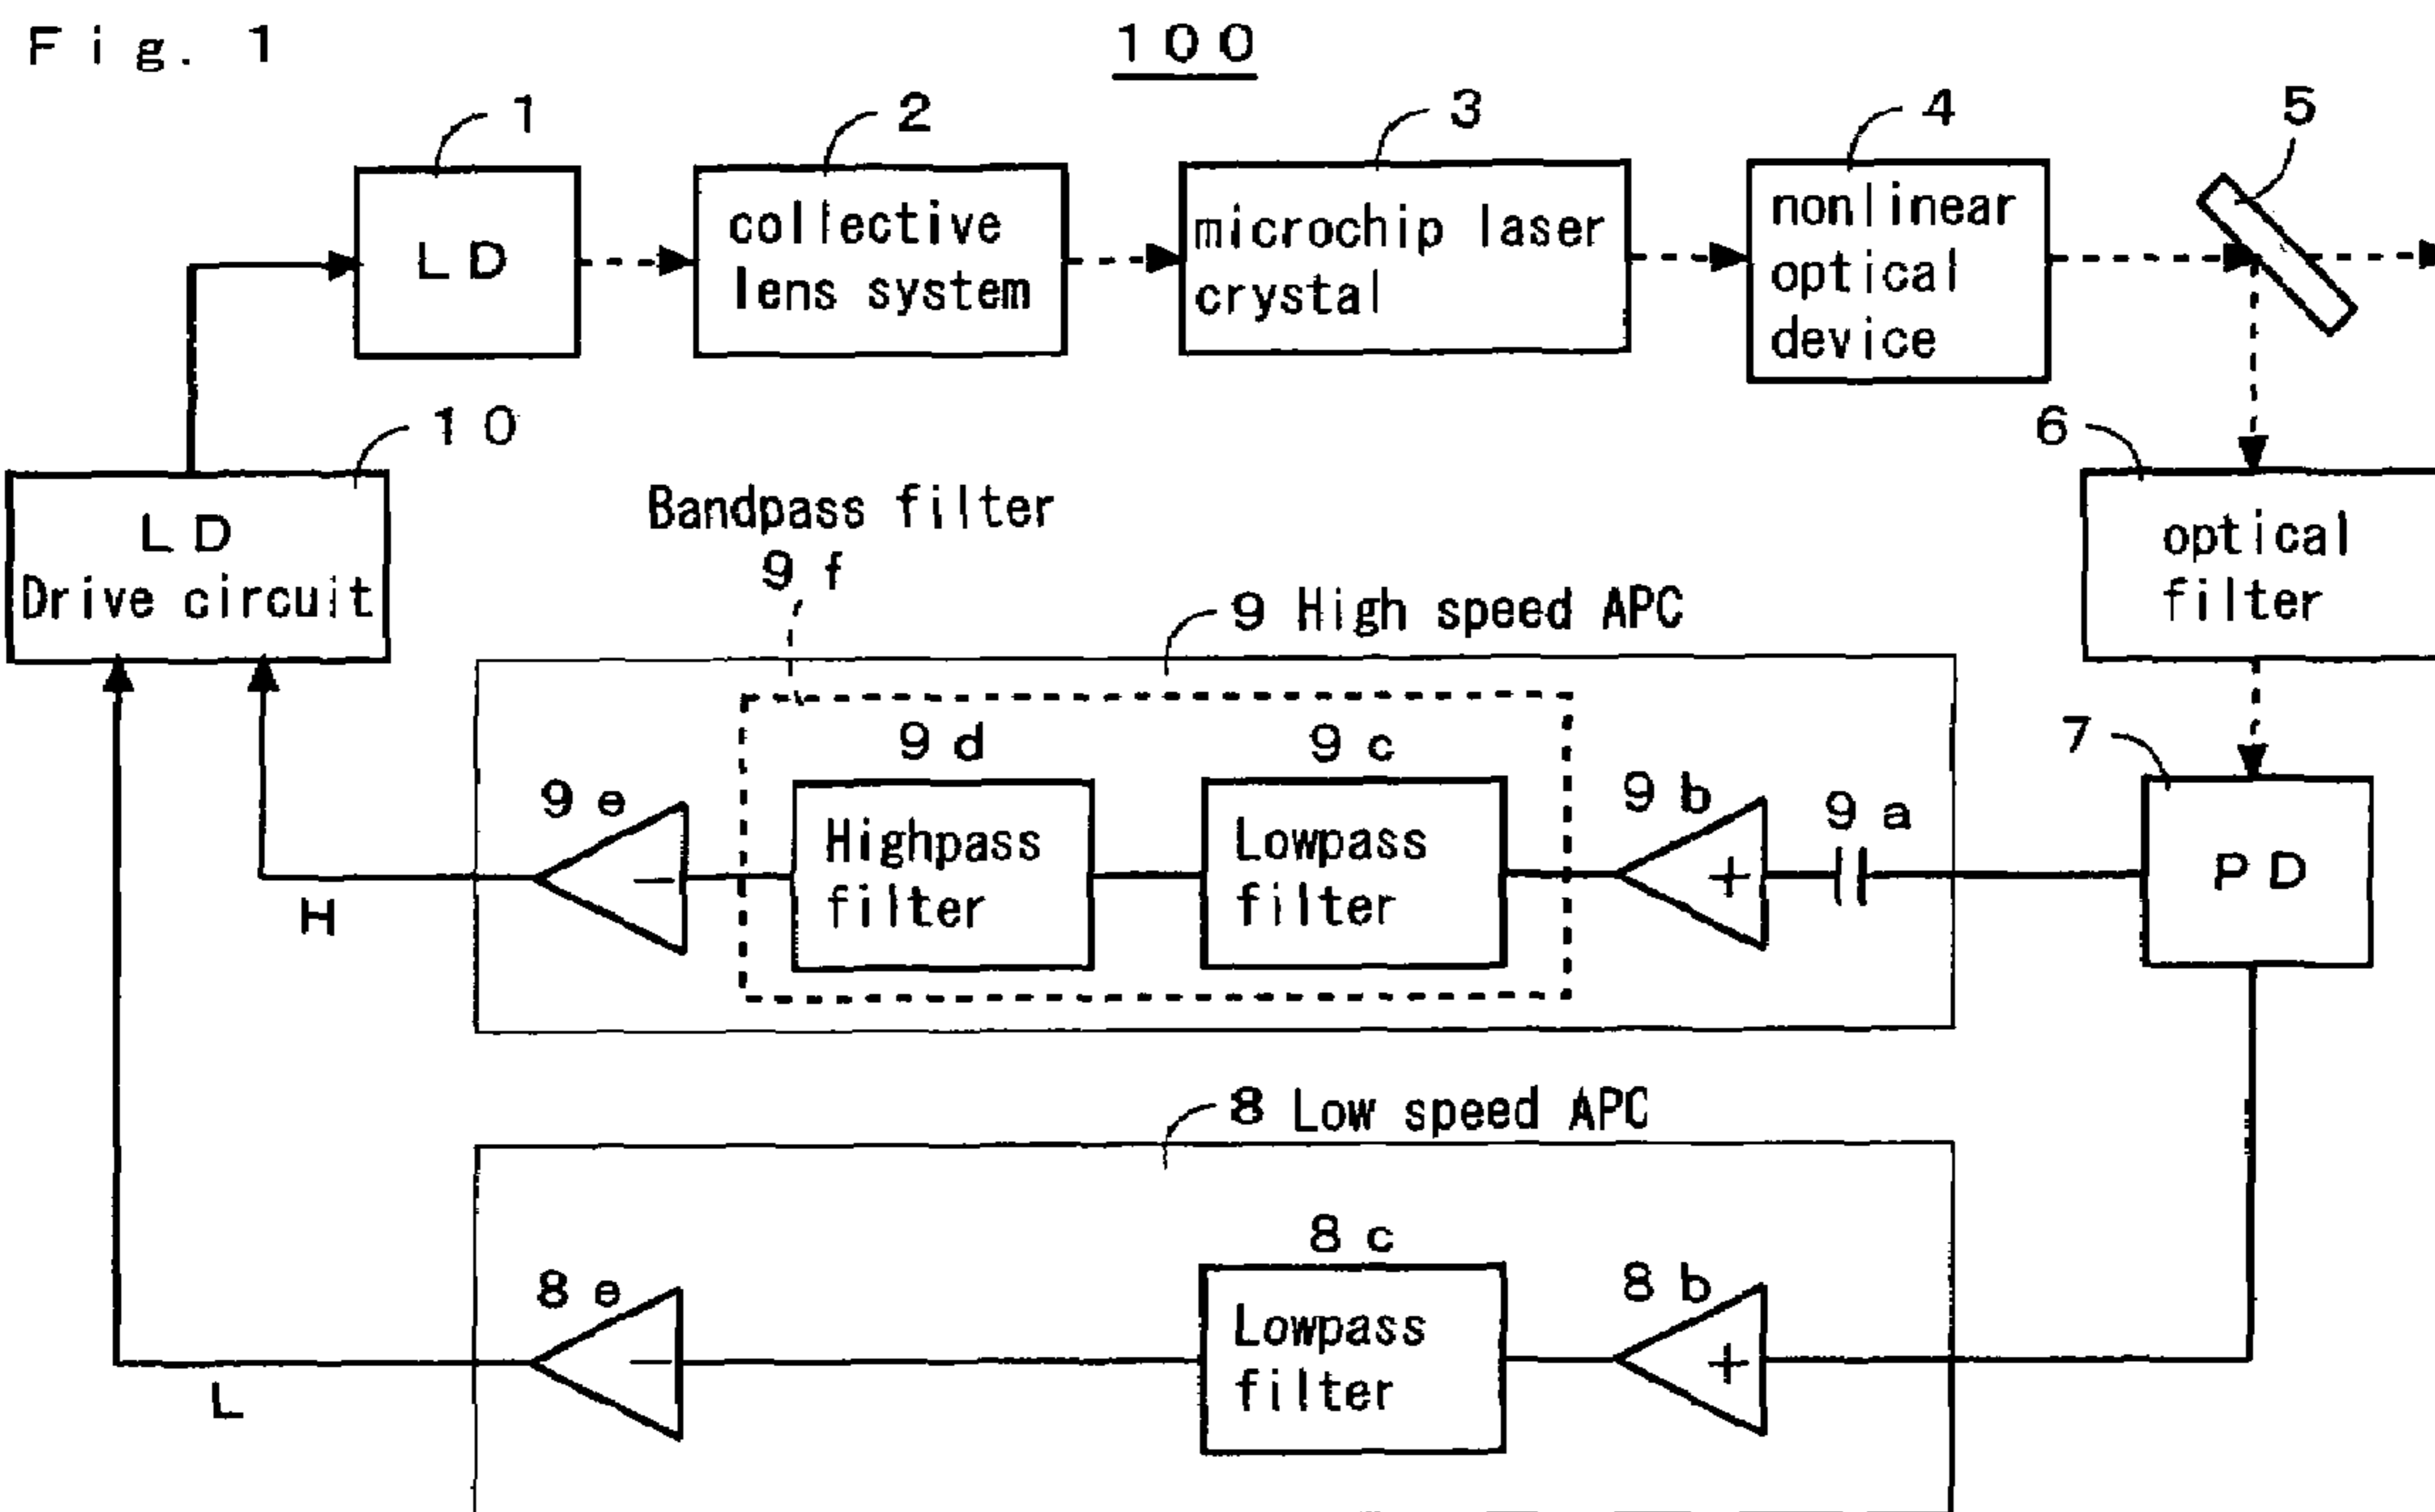 Fig. 1
100
1
2
3
4
5
LD
collective
lens system
microchip laser
crystal
nonlinear
optical
device
10
6
LD
Drive circuit
Bandpass filter
9f
optical
filter
9 High speed APC
7
9d
9c
9e
9b
9a
Highpass
filter
Lowpass
filter
PD
H
8 Low speed APC
8c
8e
8b
Lowpass
filter
L